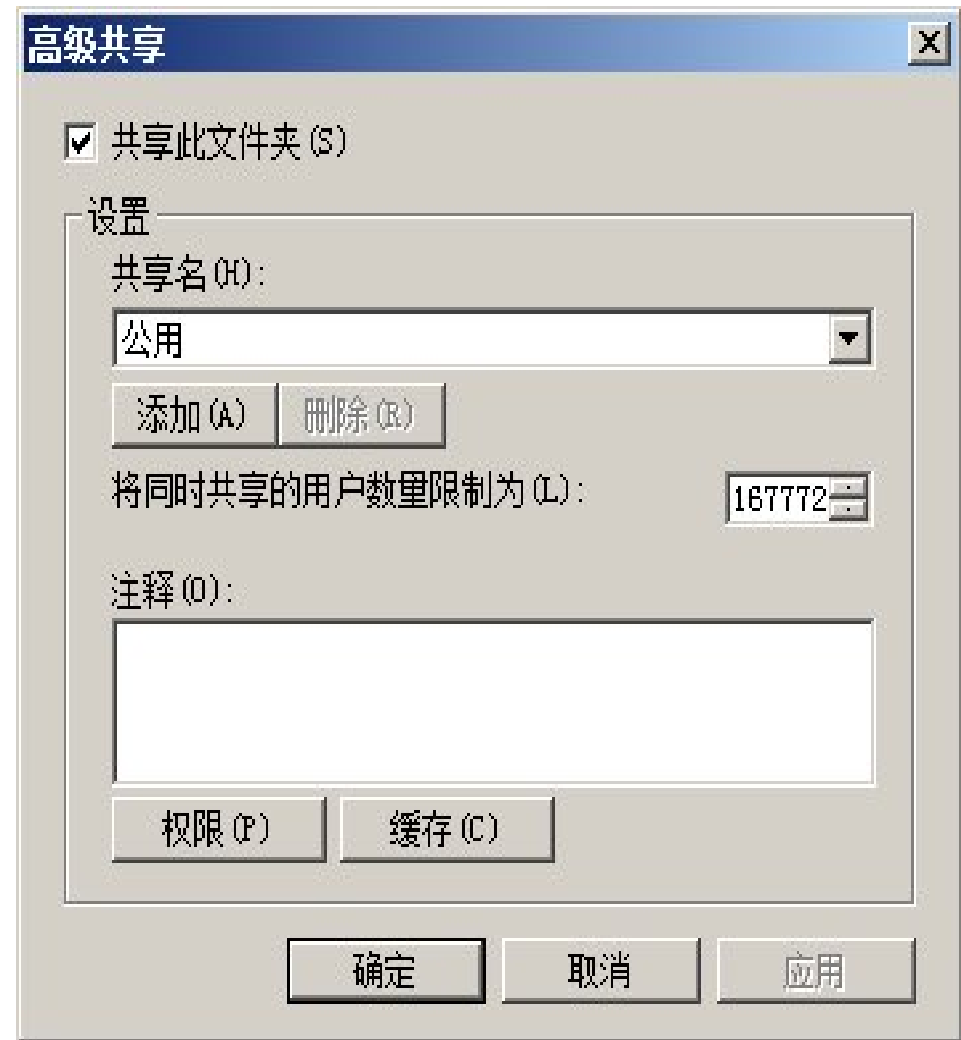 高级共享
共享此文件夹(S)
设置
共享名(H):
公用
添加(A) 删除(R)
将同时共享的用户数量限制为(L): 167772
注释(O):
权限(P) 缓存(C)
确定 取消 应用